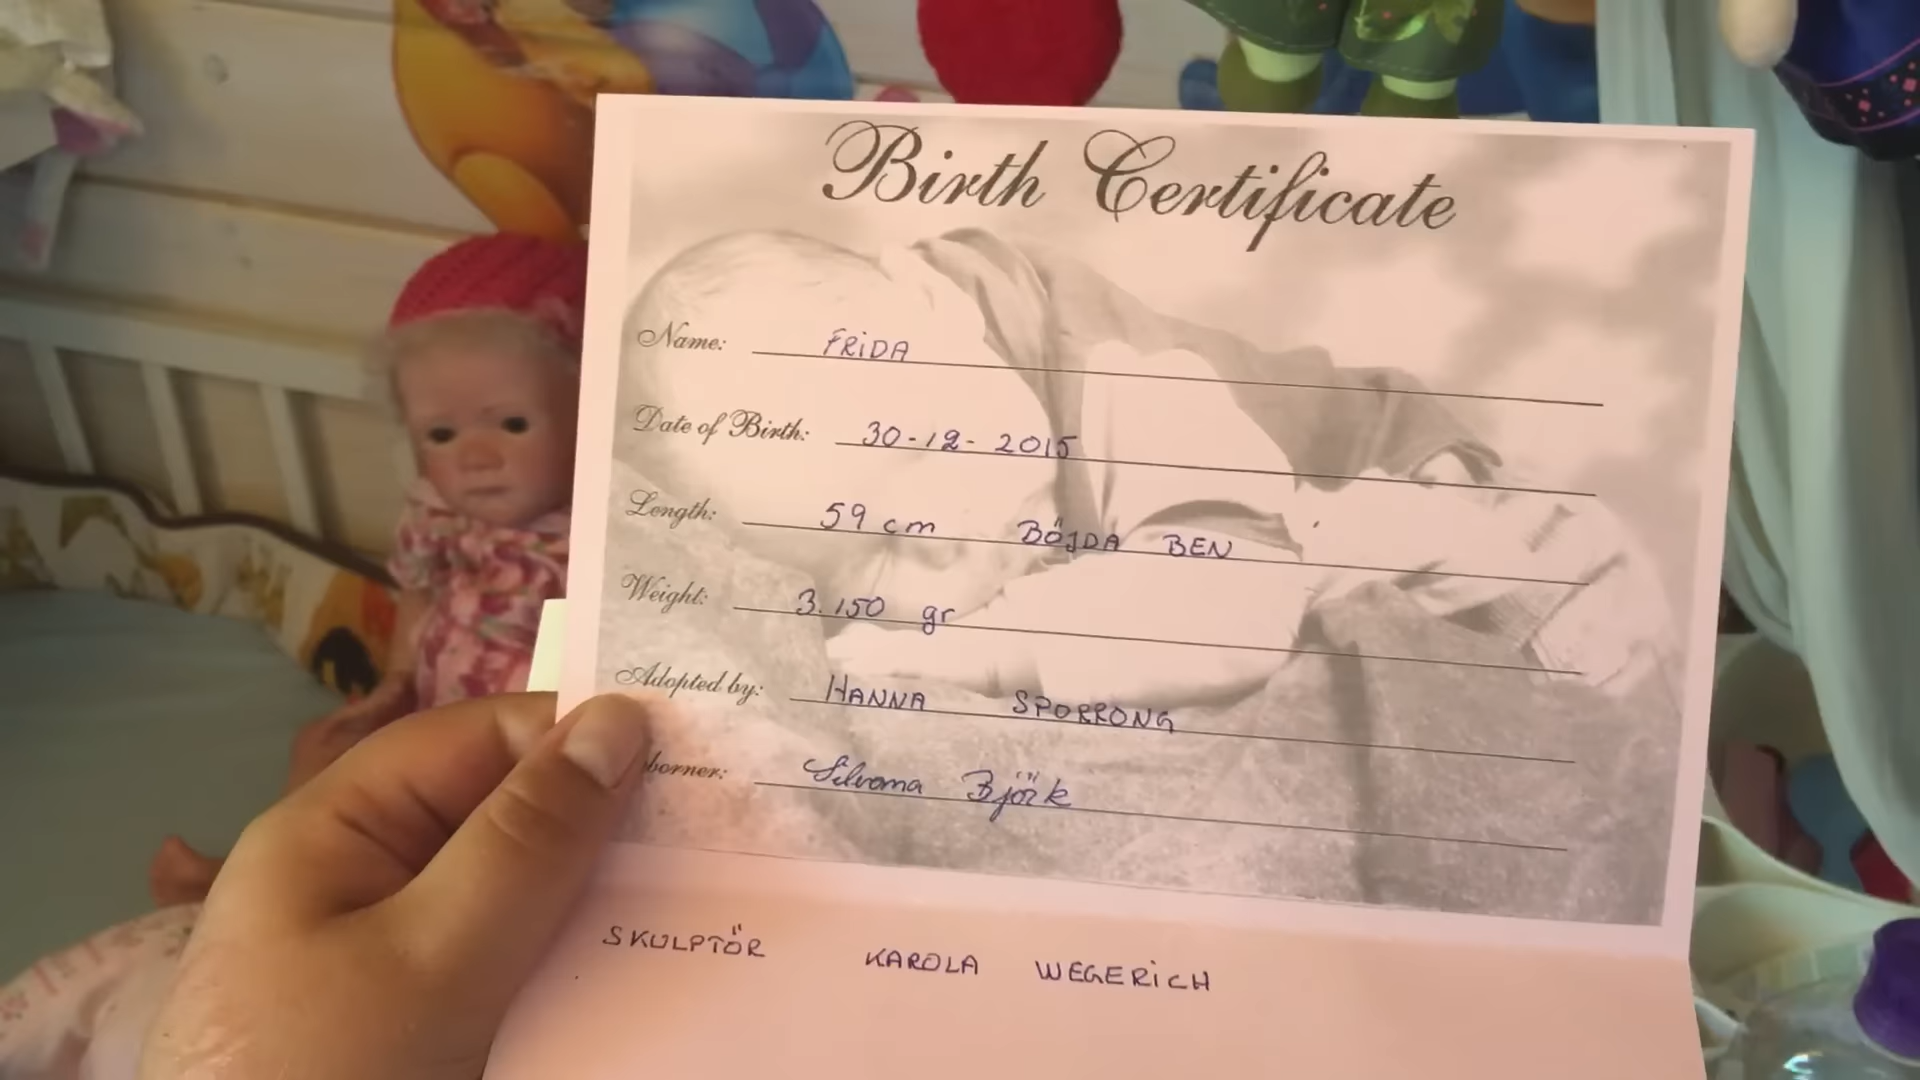 Birth Certificate
Name: FRiDA
Date of Birth: 30-12-2015
Length: 59 cm BÖJDA BEN
Weight: 3.150 gr
Adopted by: HANNA SPORRONG
borner: Silvana Björk
SKULPTÖR KAROLA WEGERiCH